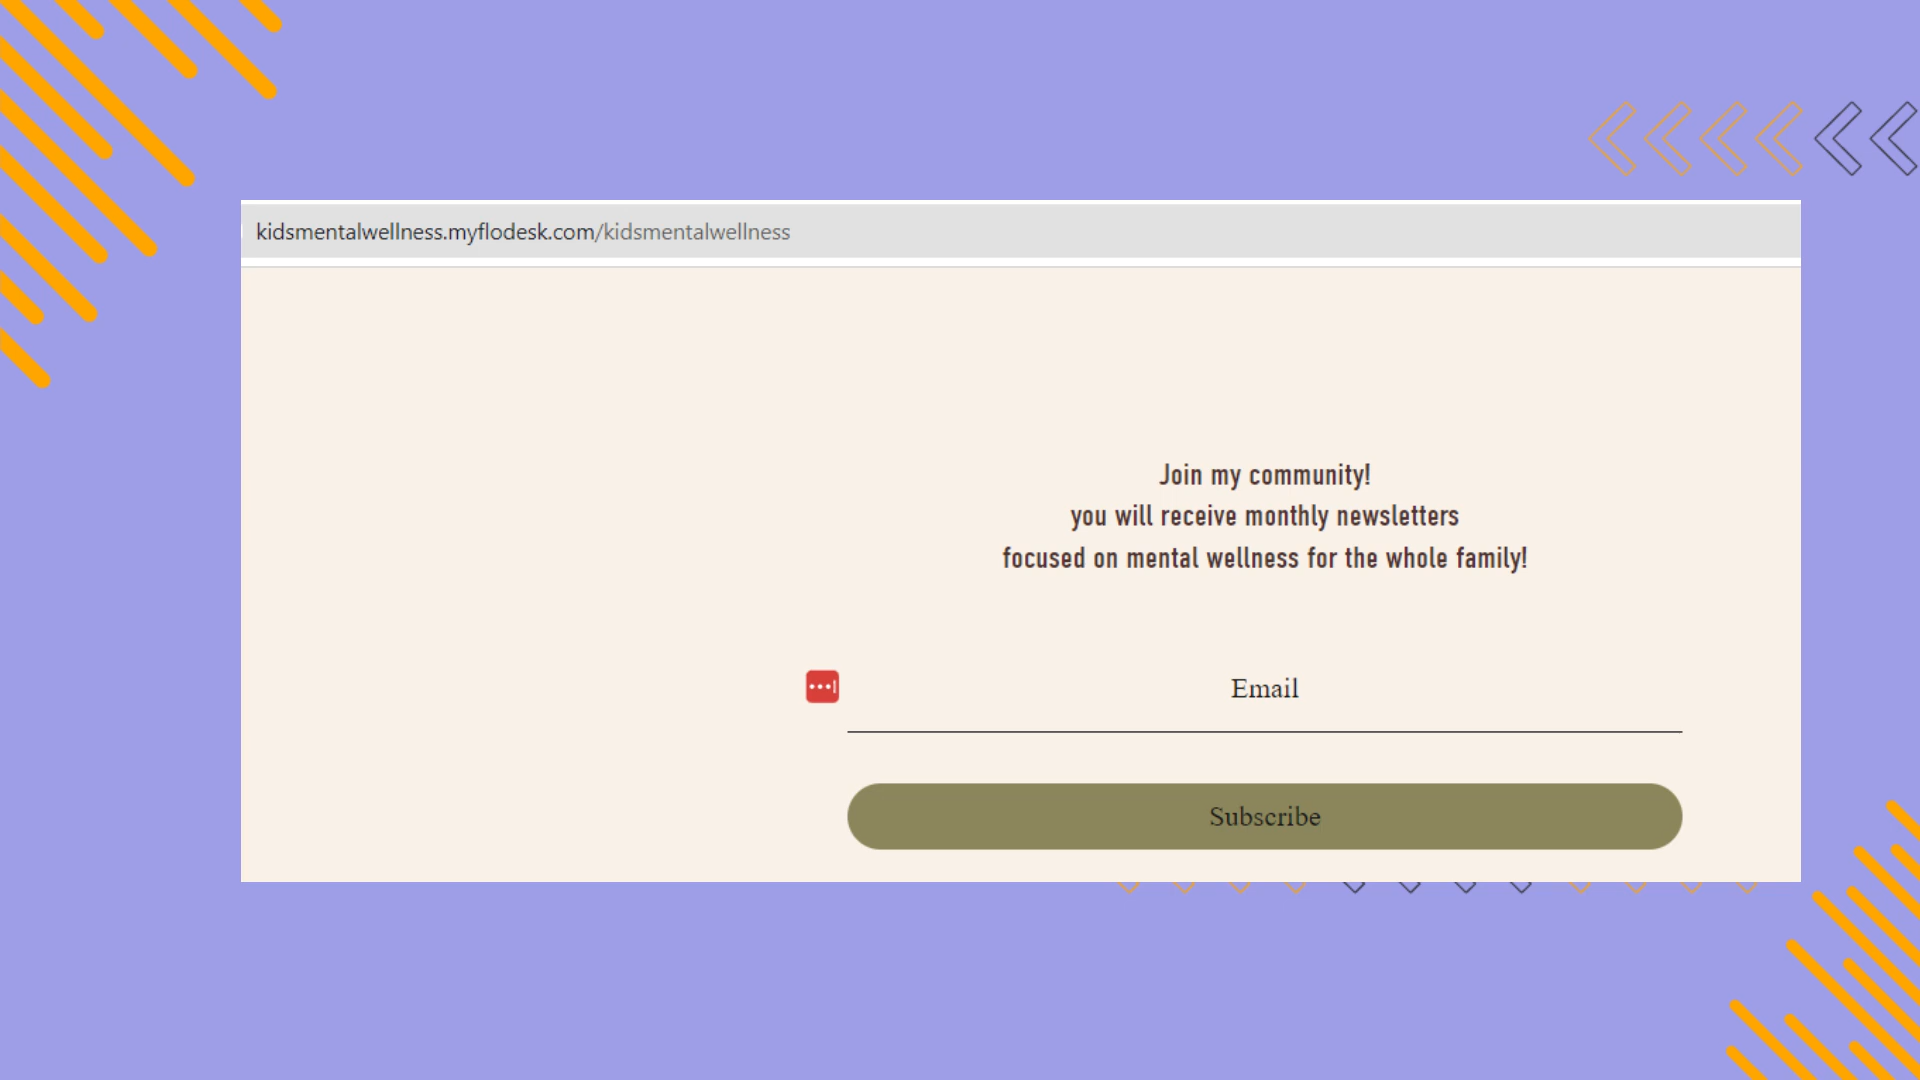 kidsmentalwellness.myflodesk.com/kidsmentalwellness
Join my community!
you will receive monthly newsletters
focused on mental wellness for the whole family!
Email
Subscribe